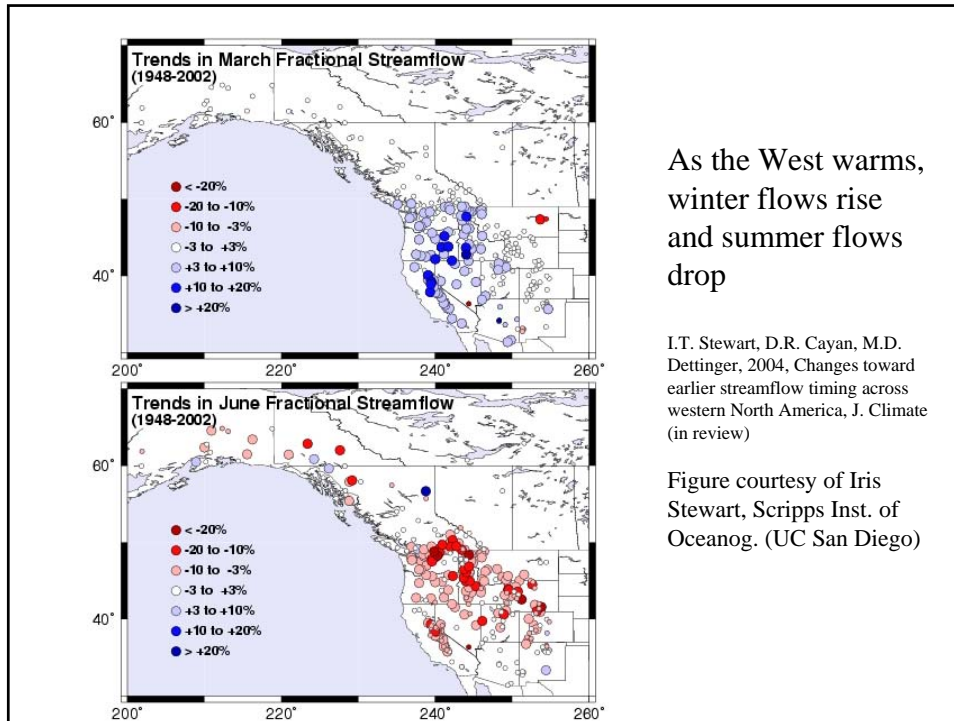 Trends in March Fractional Streamflow
(1948-2002)
60°
40°
< -20%
-20 to -10%
-10 to -3%
-3 to +3%
+3 to +10%
+10 to +20%
> +20%
200° 220° 240° 260°
Trends in June Fractional Streamflow
(1948-2002)
60°
40°
< -20%
-20 to -10%
-10 to -3%
-3 to +3%
+3 to +10%
+10 to +20%
> +20%
200° 220° 240° 260°
As the West warms,
winter flows rise
and summer flows
drop
I.T. Stewart, D.R. Cayan, M.D.
Dettinger, 2004, Changes toward
earlier streamflow timing across
western North America, J. Climate
(in review)
Figure courtesy of Iris
Stewart, Scripps Inst. of
Oceanog. (UC San Diego)